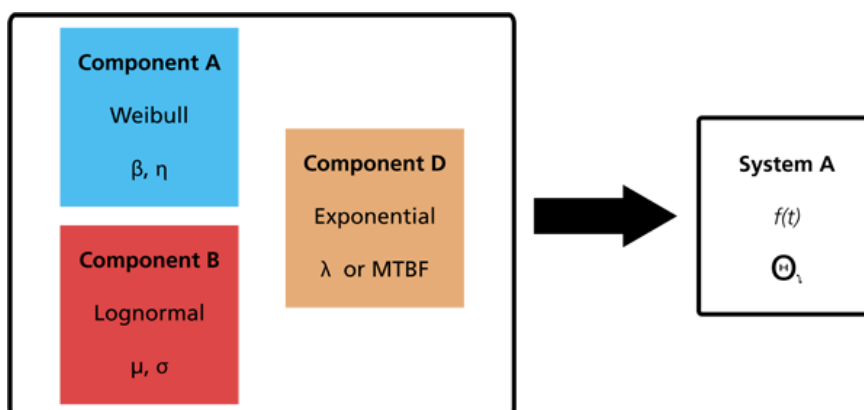 Component A
Weibull
β, η
Component B
Lognormal
μ, σ
Component D
Exponential
λ or MTBF
System A
f(t)
Θ